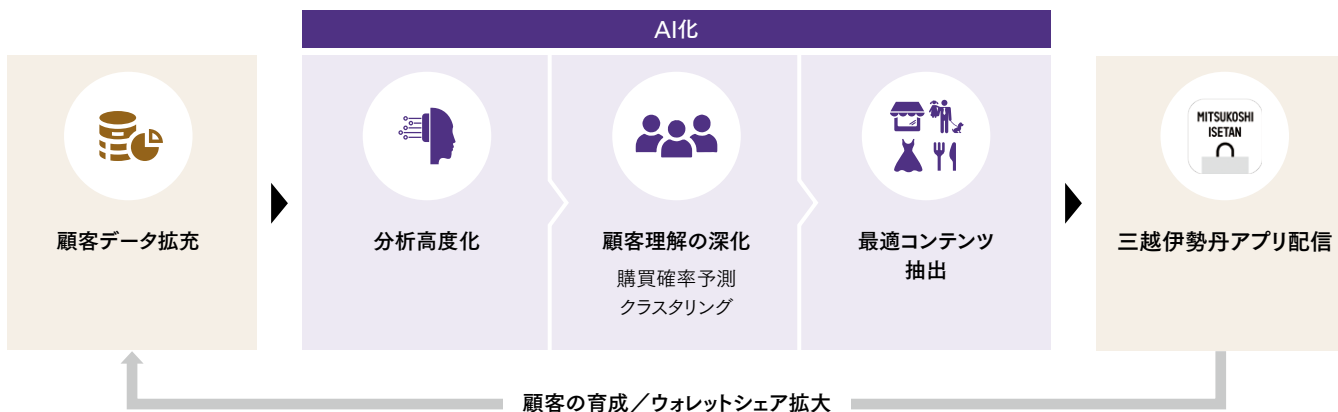 AI化
顧客データ拡充
分析高度化
顧客理解の深化
購買確率予測
クラスタリング
最適コンテンツ
抽出
MITSUKOSHI
ISETAN
三越伊勢丹アプリ配信
顧客の育成／ウォレットシェア拡大